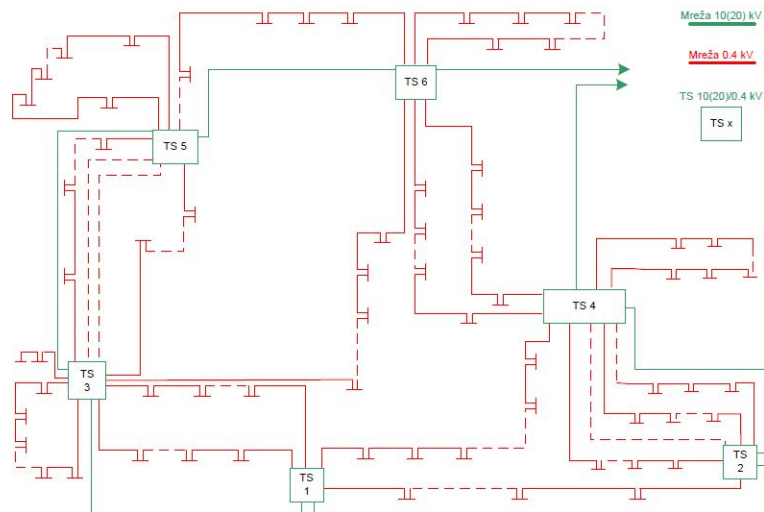 Mreža 10(20) kV
Mreža 0.4 kV
TS 10(20)/0.4 kV
TS x
TS 6
TS 5
TS 4
TS
3
TS
2
TS
1